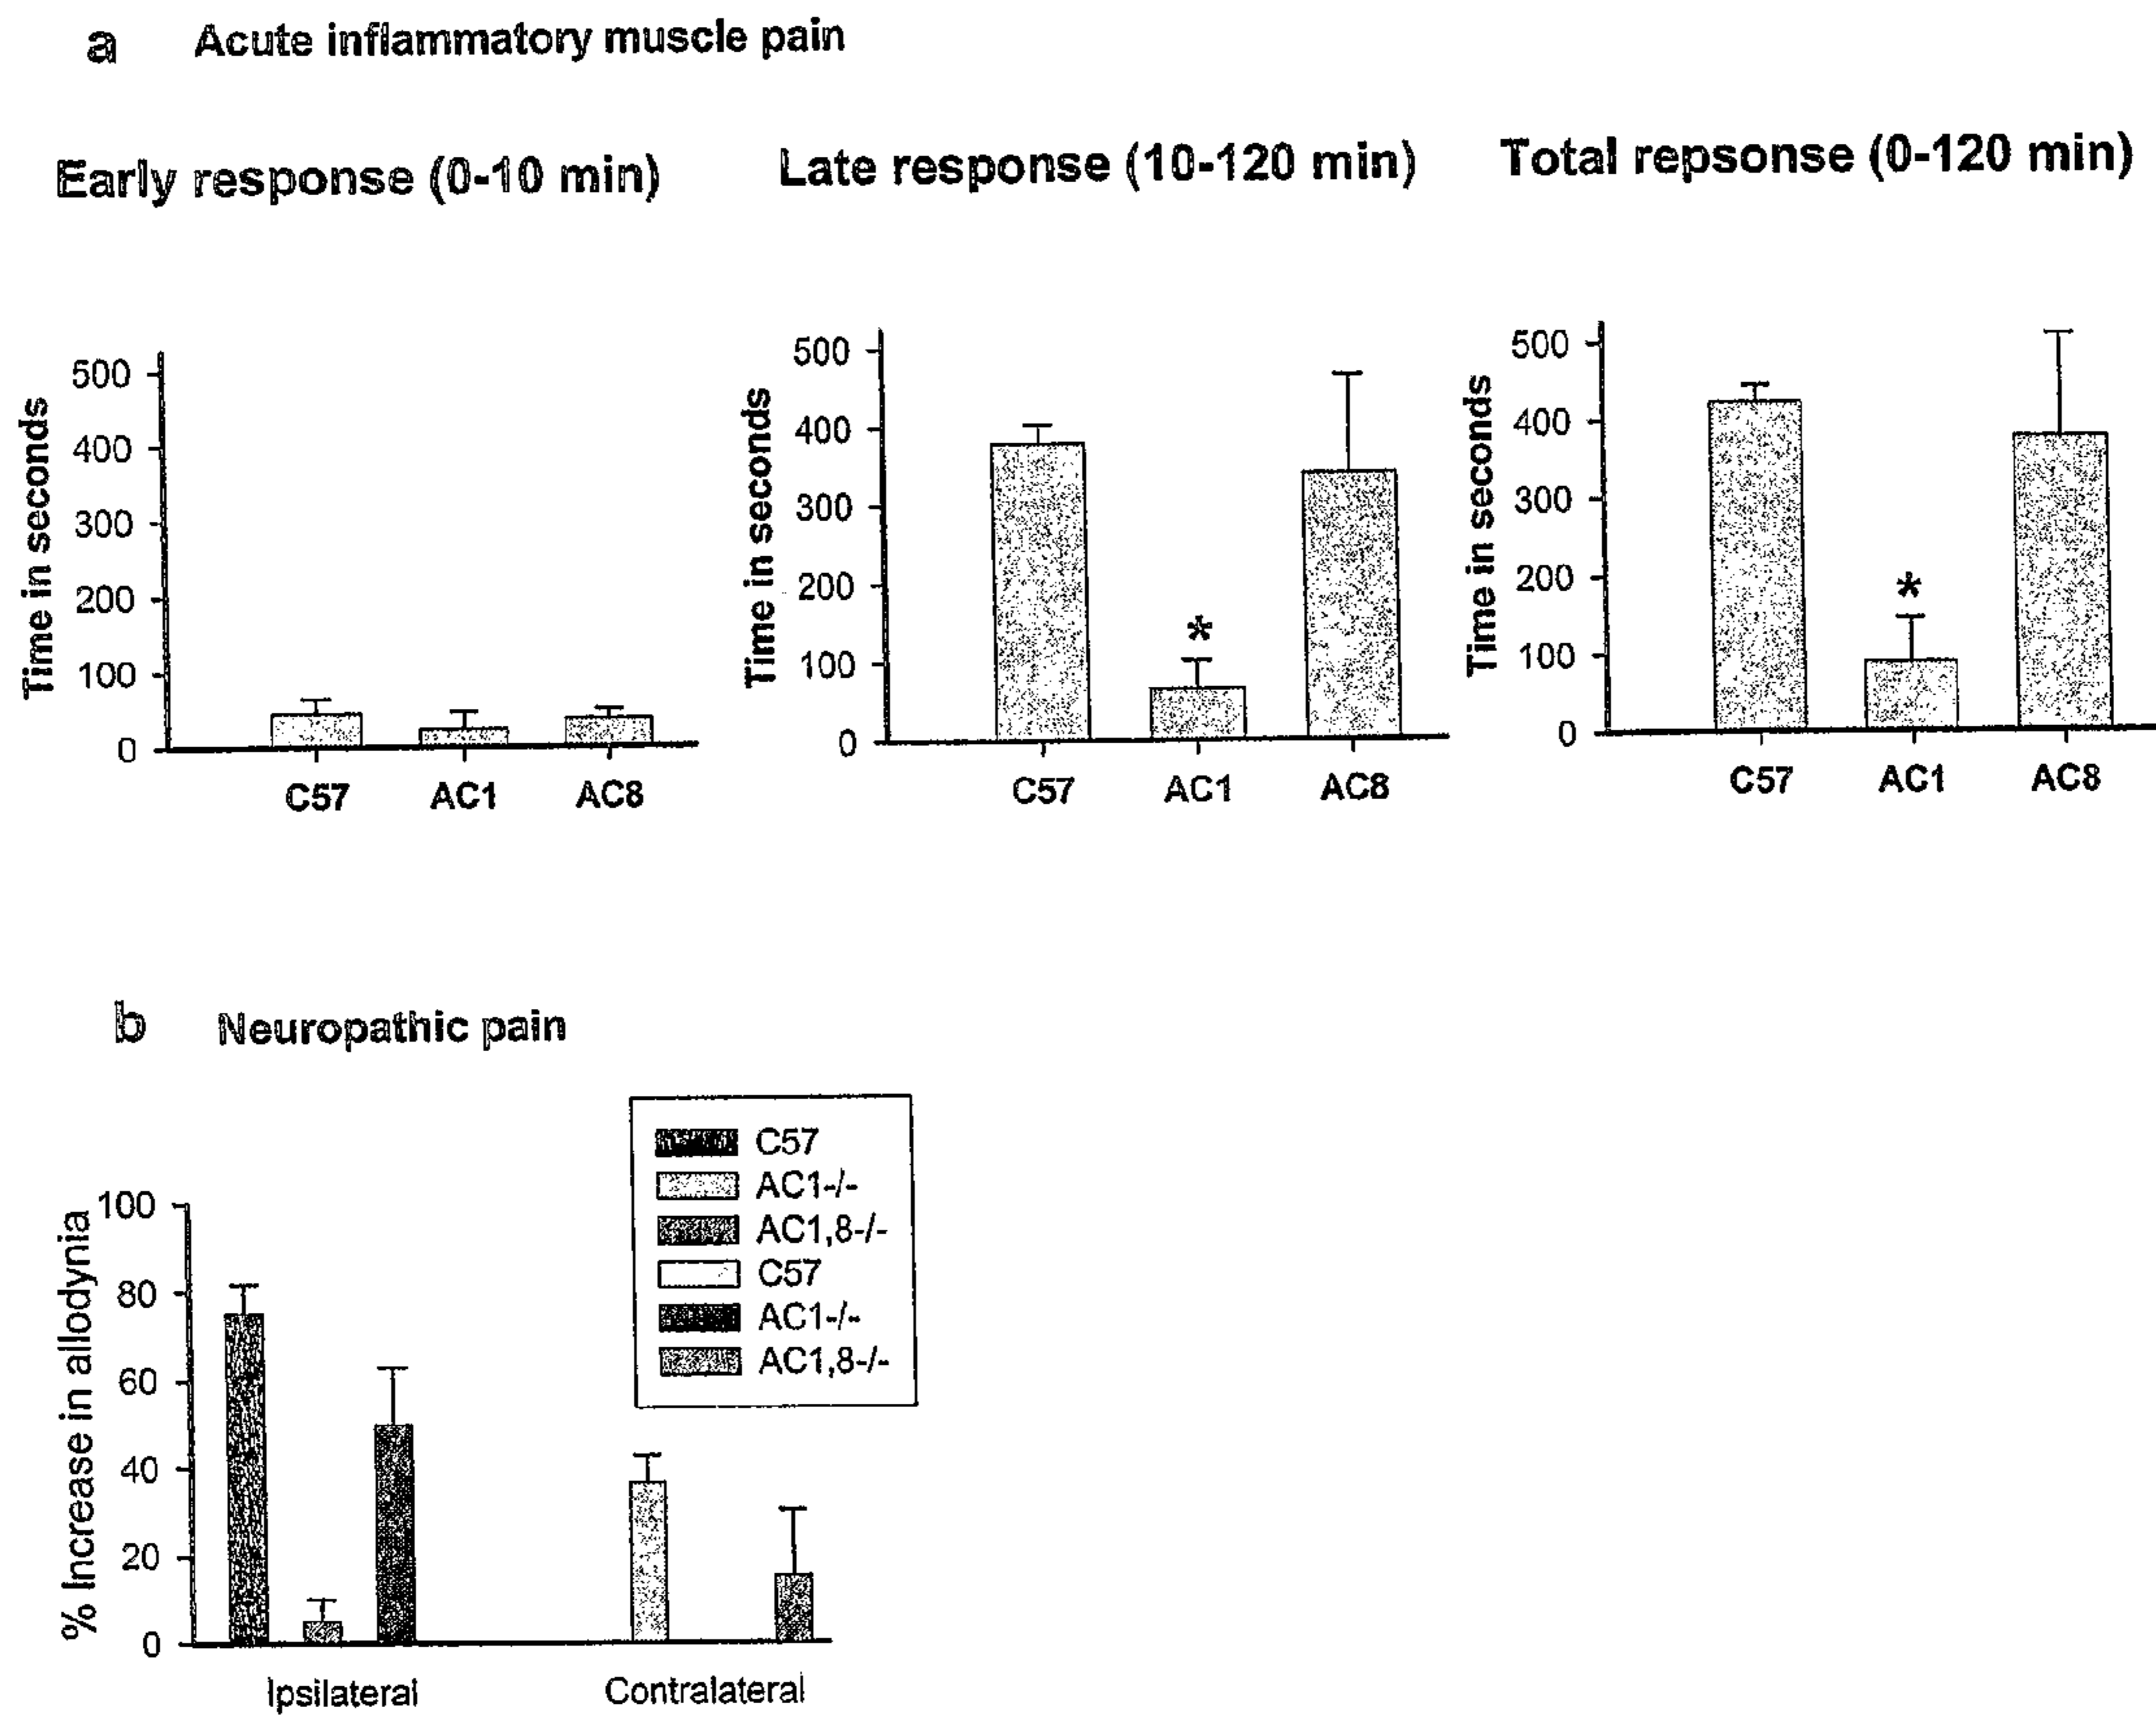 a Acute inflammatory muscle pain
Early response (0-10 min)
Late response (10-120 min)
Total repsonse (0-120 min)
Time in seconds
500
400
300
200
100
0
C57 AC1 AC8
Time in seconds
500
400
300
200
100
0
*
C57 AC1 AC8
Time in seconds
500
400
300
200
100
0
*
C57 AC1 AC8
b Neuropathic pain
C57
AC1-/-
AC1,8-/-
C57
AC1-/-
AC1,8-/-
% Increase in allodynia
100
80
60
40
20
0
Ipsilateral Contralateral